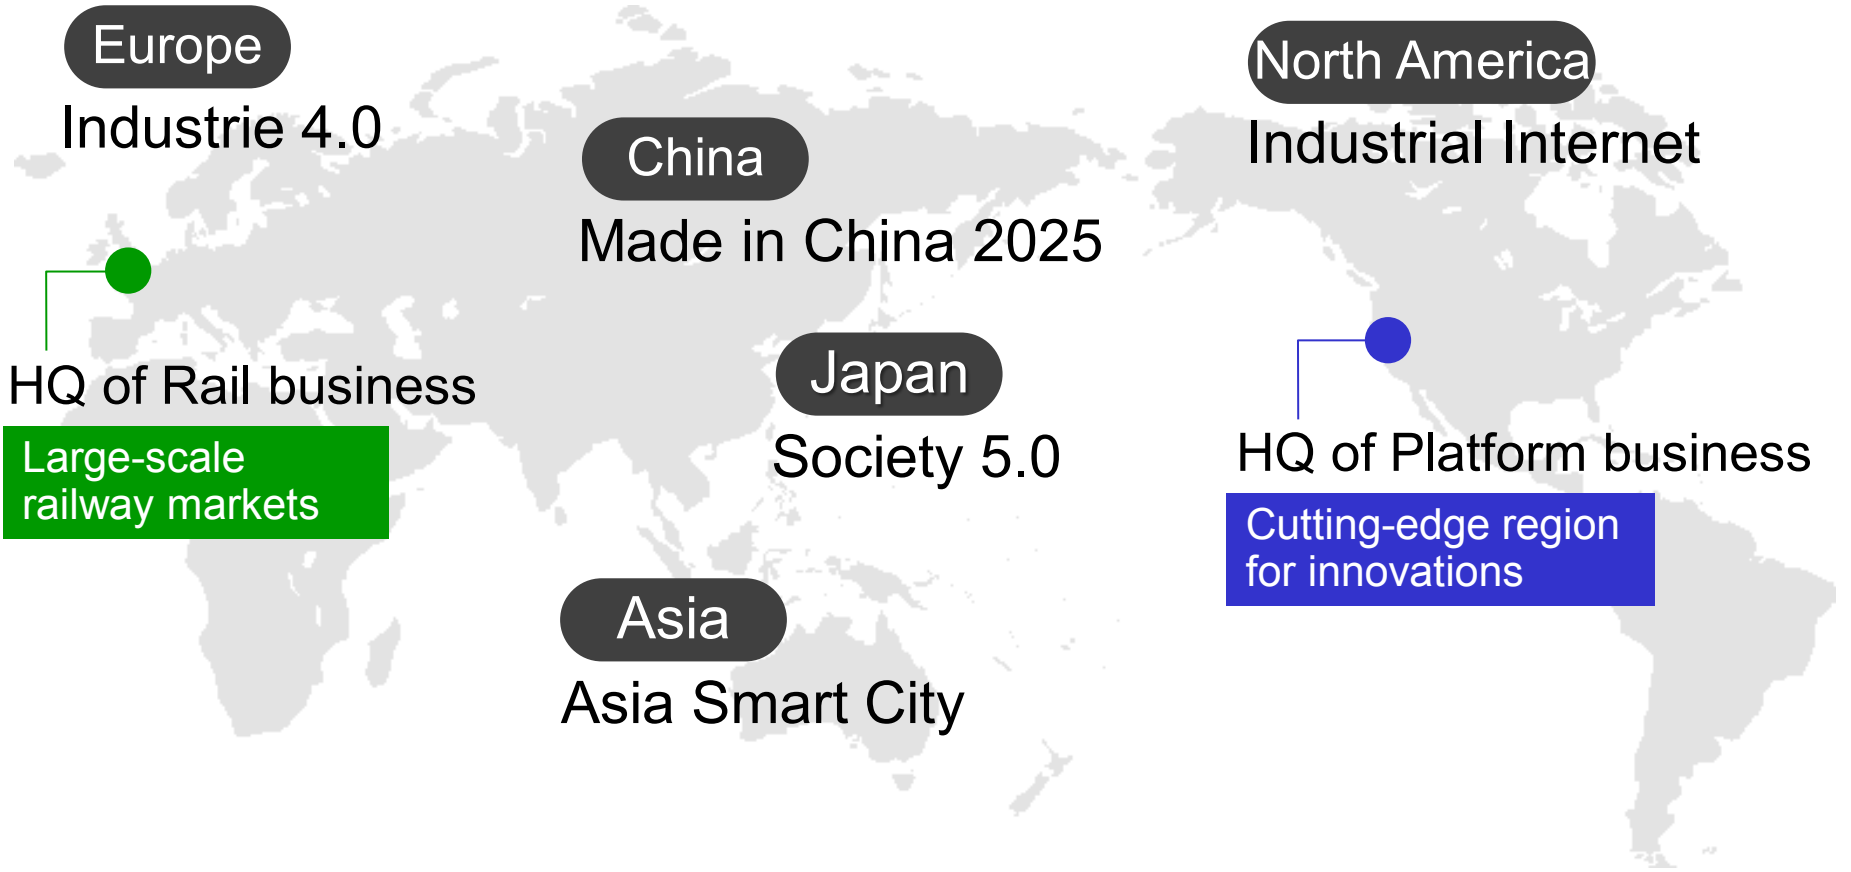 Europe
Industrie 4.0
HQ of Rail business
Large-scale
railway markets
China
Made in China 2025
Japan
Society 5.0
Asia
Asia Smart City
North America
Industrial Internet
HQ of Platform business
Cutting-edge region
for innovations